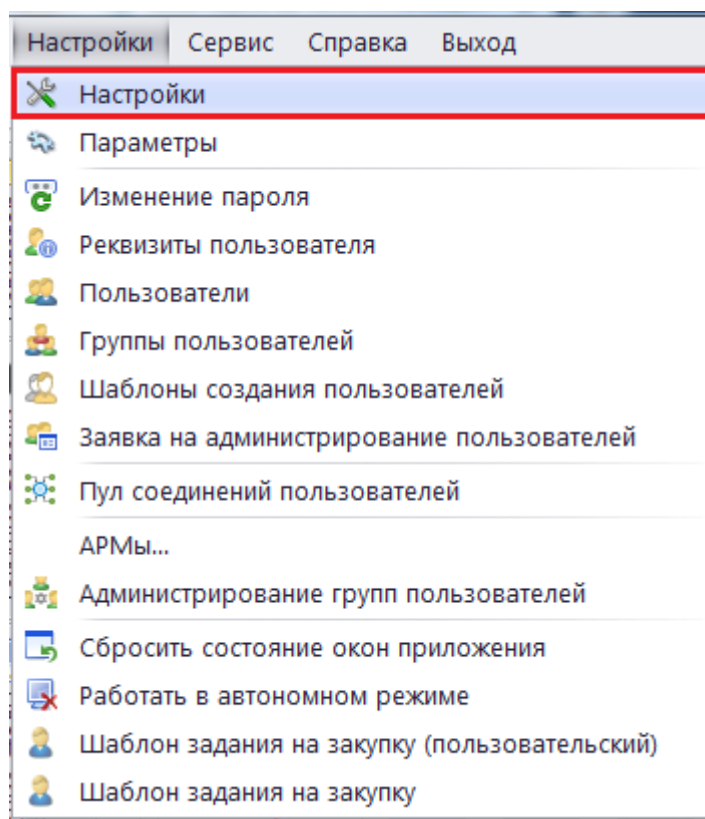 Настройки Сервис Справка Выход
Настройки
Параметры
Изменение пароля
Реквизиты пользователя
Пользователи
Группы пользователей
Шаблоны создания пользователей
Заявка на администрирование пользователей
Пул соединений пользователей
АРМы...
Администрирование групп пользователей
Сбросить состояние окон приложения
Работать в автономном режиме
Шаблон задания на закупку (пользовательский)
Шаблон задания на закупку